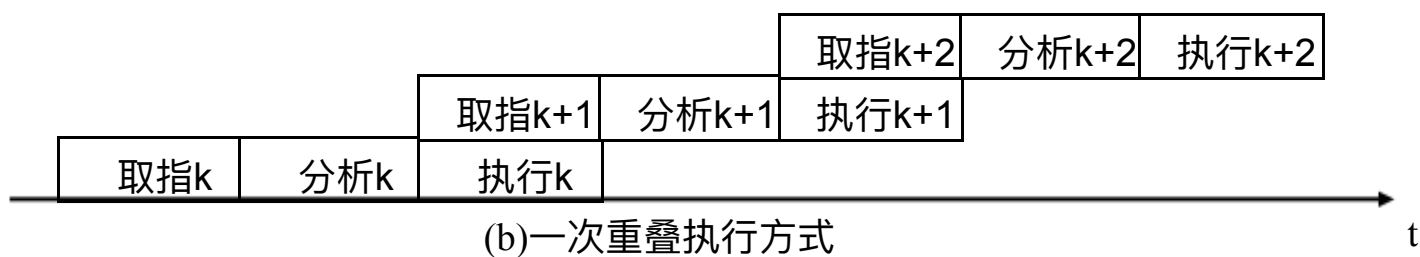 取指k+2 分析k+2 执行k+2
取指k+1 分析k+1 执行k+1
取指k 分析k 执行k
(b)一次重叠执行方式 t